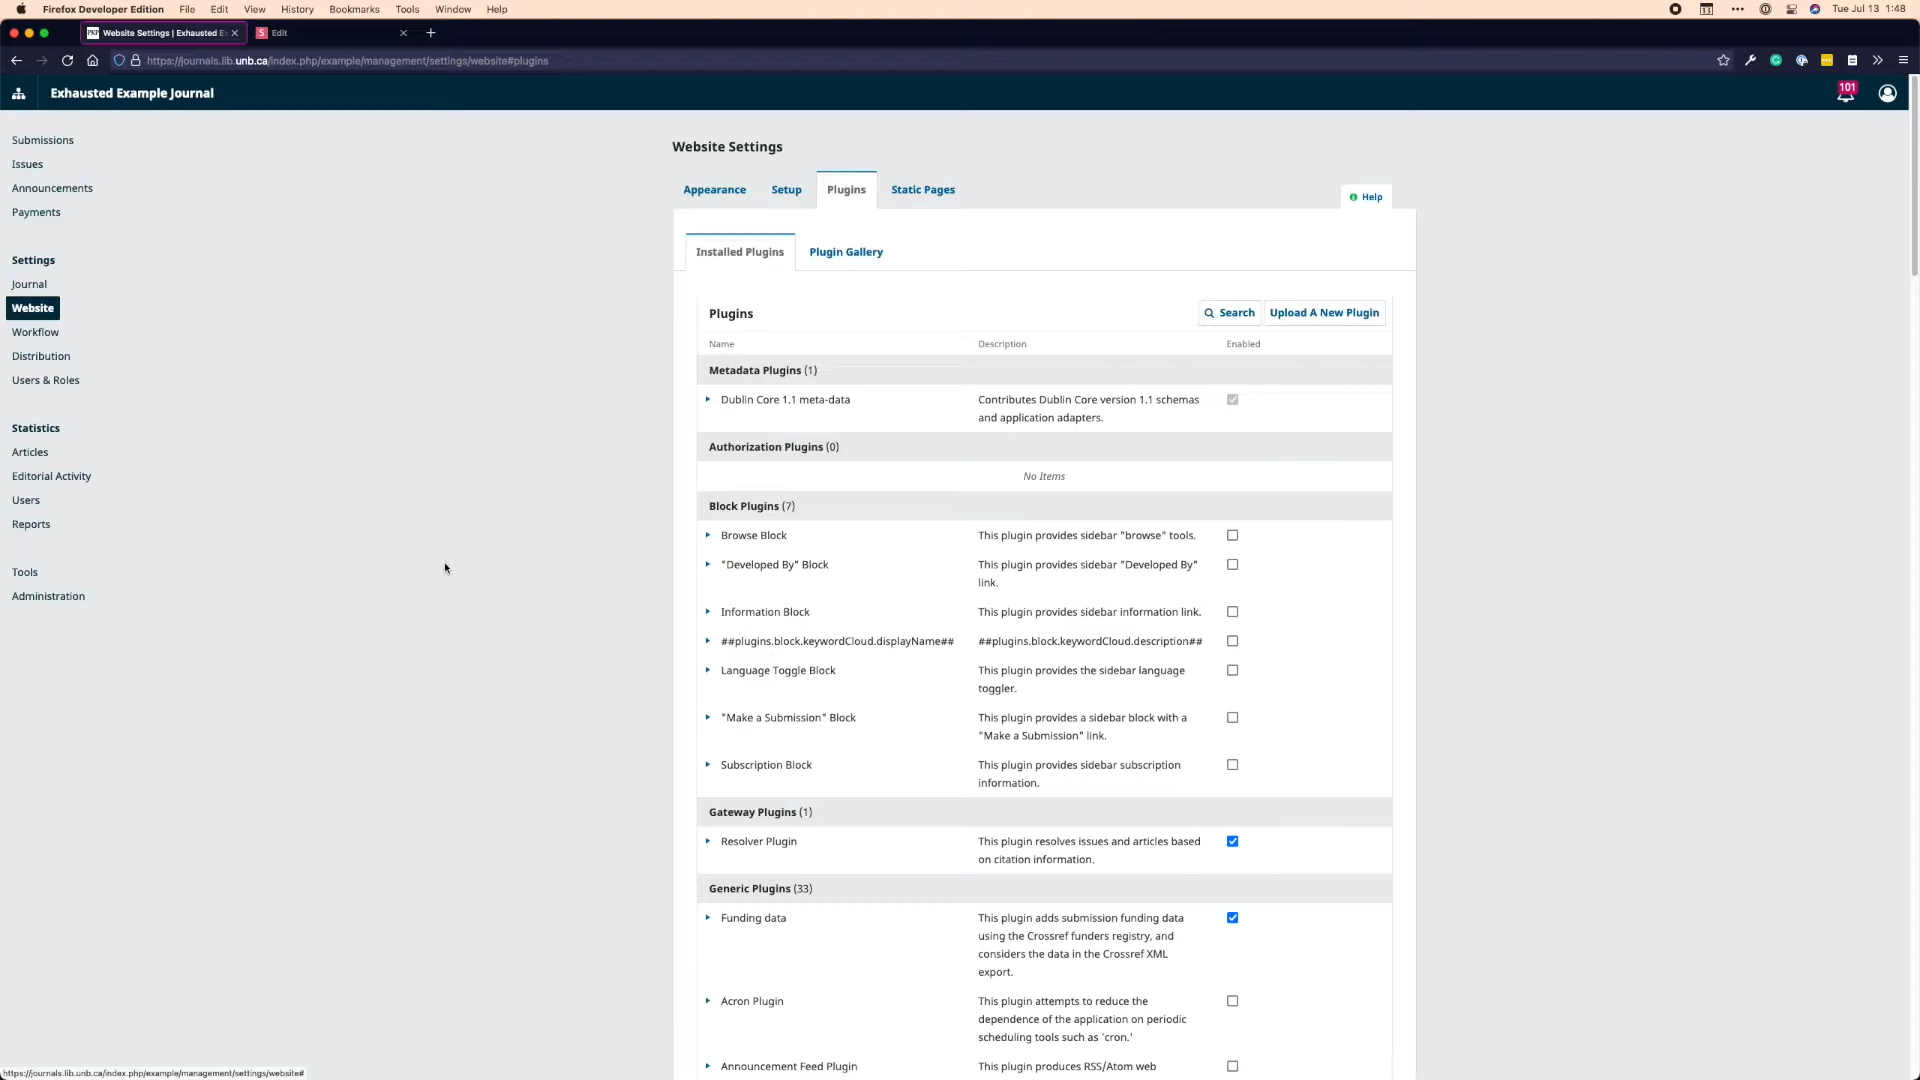 Firefox Developer Edition File Edit View History Bookmarks Tools Window Help 13 Tue Jul 13 1:48
PKP Website Settings | Exhausted E S Edit
https://journals.lib.unb.ca/index.php/example/management/settings/website#plugins
Exhausted Example Journal 101
Submissions
Issues
Announcements
Payments
Settings
Journal
Website
Workflow
Distribution
Users & Roles
Statistics
Articles
Editorial Activity
Users
Reports
Tools
Administration
Website Settings
Appearance Setup Plugins Static Pages
Help
Installed Plugins Plugin Gallery
Plugins Search Upload A New Plugin
Name Description Enabled
Metadata Plugins (1)
Dublin Core 1.1 meta-data Contributes Dublin Core version 1.1 schemas
and application adapters.
Authorization Plugins (0)
No Items
Block Plugins (7)
Browse Block This plugin provides sidebar "browse" tools.
"Developed By" Block This plugin provides sidebar "Developed By"
link.
Information Block This plugin provides sidebar information link.
##plugins.block.keywordCloud.displayName## ##plugins.block.keywordCloud.description##
Language Toggle Block This plugin provides the sidebar language
toggler.
"Make a Submission" Block This plugin provides a sidebar block with a
"Make a Submission" link.
Subscription Block This plugin provides sidebar subscription
information.
Gateway Plugins (1)
Resolver Plugin This plugin resolves issues and articles based
on citation information.
Generic Plugins (33)
Funding data This plugin adds submission funding data
using the Crossref funders registry, and
considers the data in the Crossref XML
export.
Acron Plugin This plugin attempts to reduce the
dependence of the application on periodic
scheduling tools such as 'cron.'
Announcement Feed Plugin This plugin produces RSS/Atom web
https://journals.lib.unb.ca/index.php/example/management/settings/website#